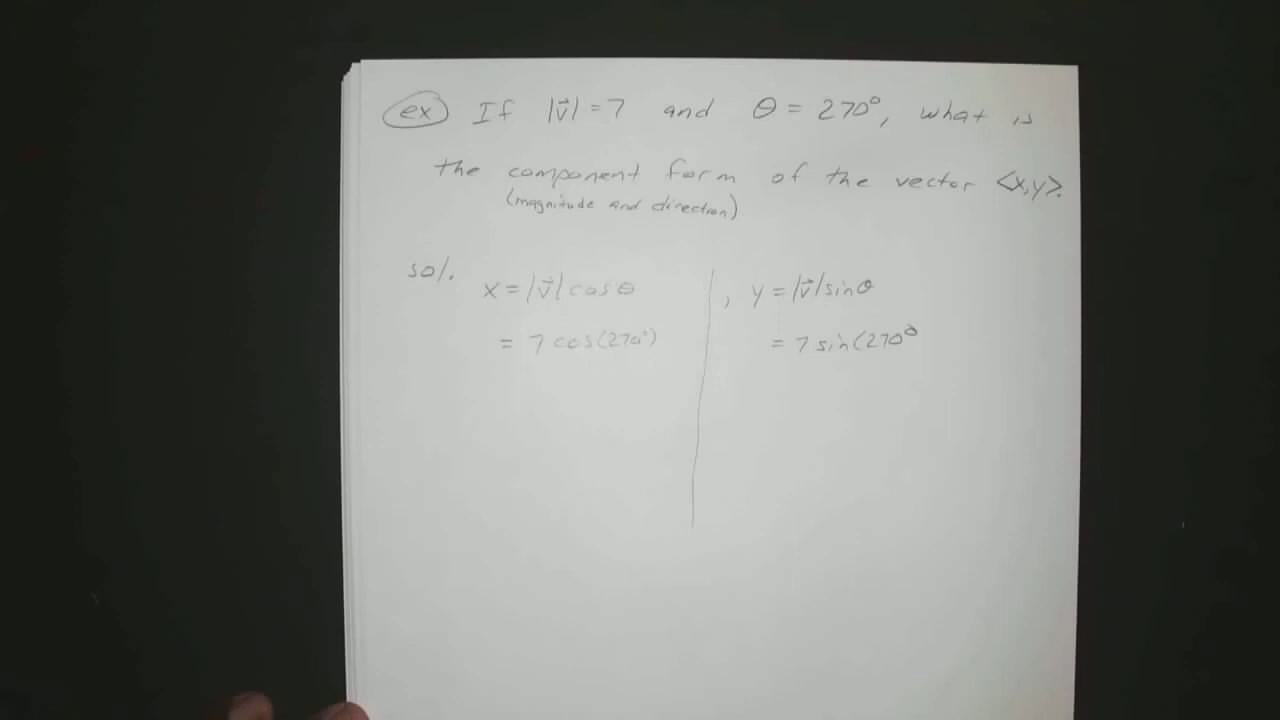 ex If |v⃗| = 7 and θ = 270°, what is
the component form of the vector <x,y>.
(magnitude and direction)
sol. x = |v⃗| cos θ , y = |v⃗| sin θ
= 7 cos(270°) = 7 sin(270°